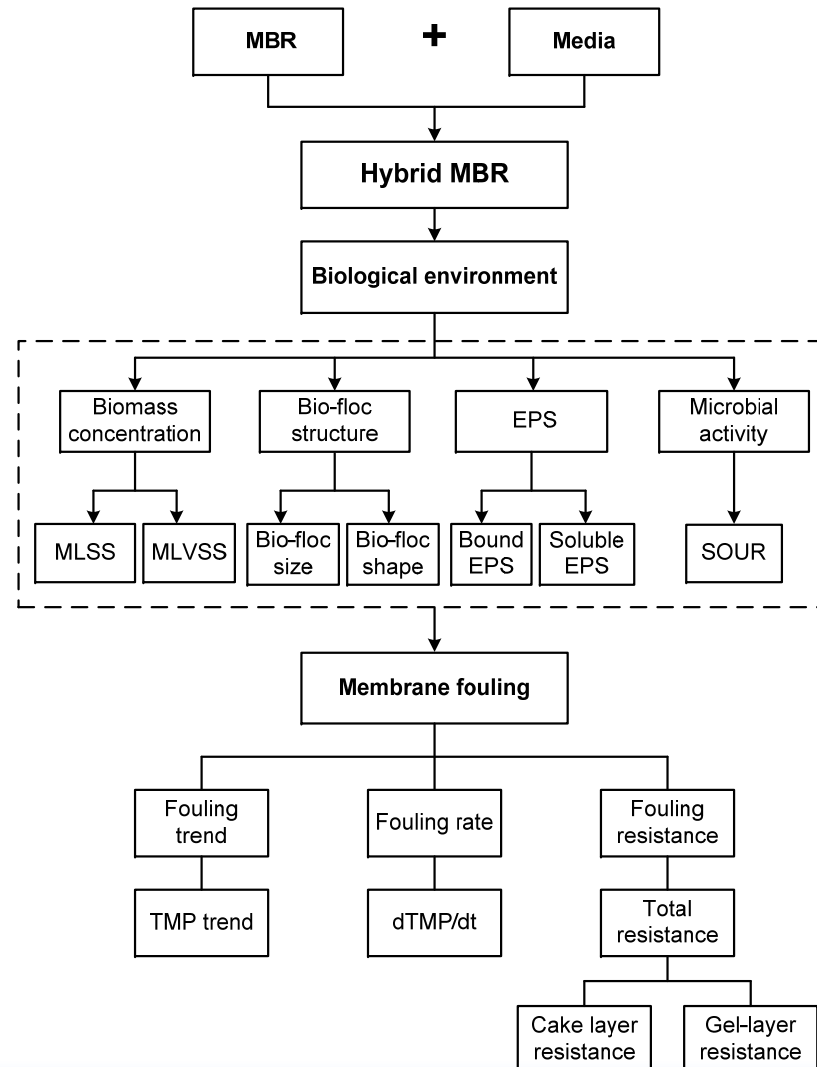 MBR
+
Media
Hybrid MBR
Biological environment
Biomass
concentration
Bio-floc
structure
EPS
Microbial
activity
MLSS
MLVSS
Bio-floc
size
Bio-floc
shape
Bound
EPS
Soluble
EPS
SOUR
Membrane fouling
Fouling
trend
Fouling rate
Fouling
resistance
TMP trend
dTMP/dt
Total
resistance
Cake layer
resistance
Gel-layer
resistance